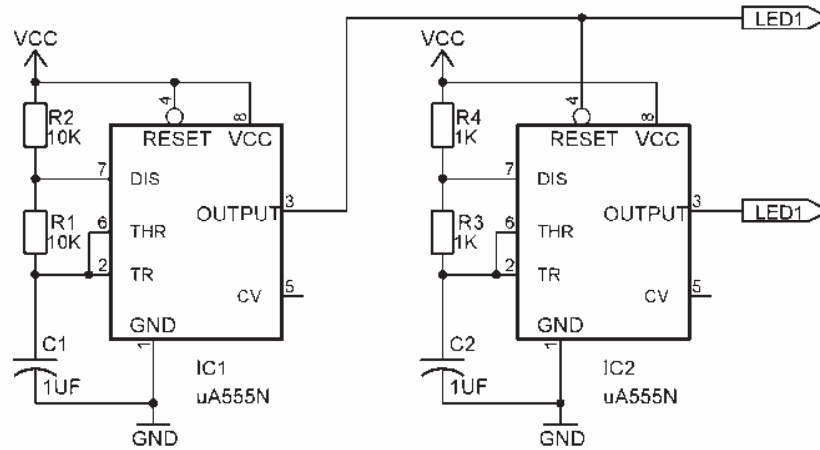 LED1
VCC
VCC
4
8
4
8
R2
10K
RESET
VCC
R4
1K
RESET
VCC
7
DIS
7
DIS
R1
10K
6
THR
OUTPUT
3
R3
1K
6
THR
OUTPUT
3
LED1
2
TR
2
TR
CV
5
CV
5
GND
GND
1
1
C1
1UF
IC1
uA555N
C2
1UF
IC2
uA555N
GND
GND